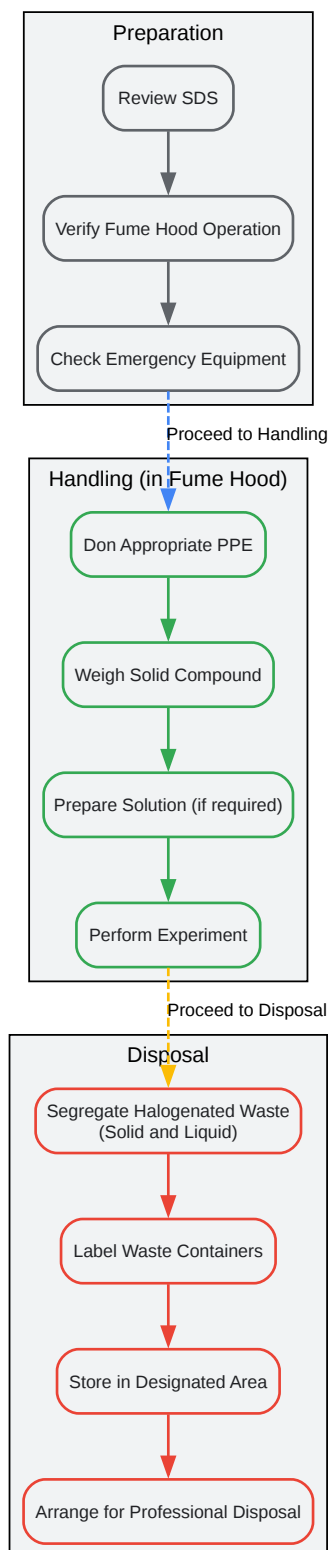 Preparation
Review SDS
Verify Fume Hood Operation
Check Emergency Equipment
Proceed to Handling
Handling (in Fume Hood)
Don Appropriate PPE
Weigh Solid Compound
Prepare Solution (if required)
Perform Experiment
Proceed to Disposal
Disposal
Segregate Halogenated Waste
(Solid and Liquid)
Label Waste Containers
Store in Designated Area
Arrange for Professional Disposal